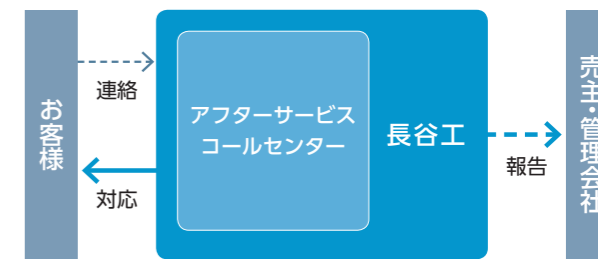 お客様
連絡
対応
アフターサービス
コールセンター
長谷工
報告
売主・管理会社